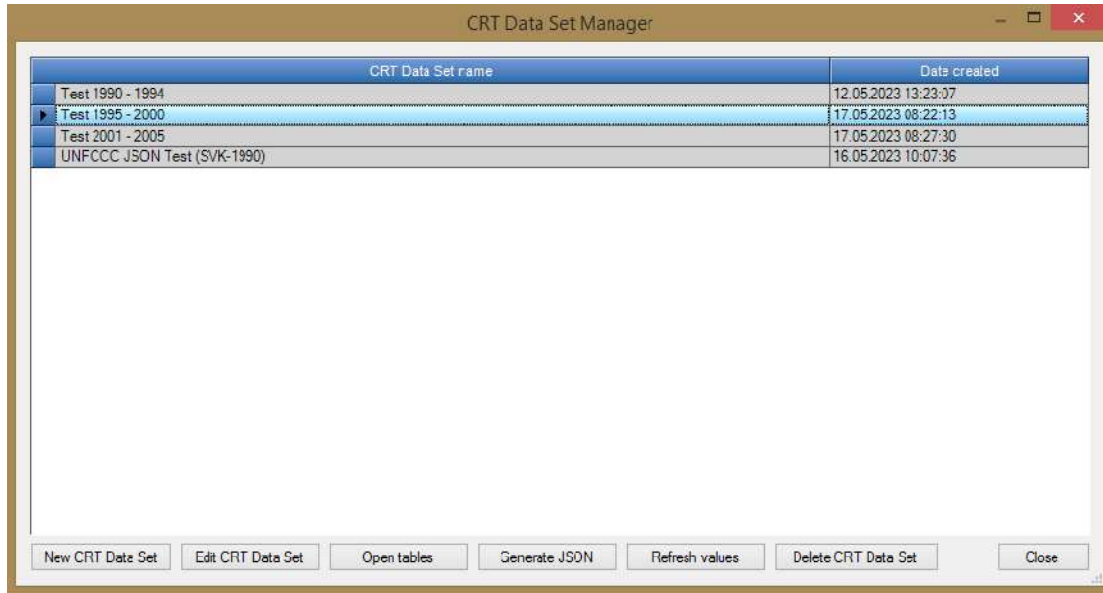 CRT Data Set Manager
CRT Data Set name Date created
Test 1990 - 1994 12.05.2023 13:23:07
Test 1995 - 2000 17.05.2023 08:22:13
Test 2001 - 2005 17.05.2023 08:27:30
UNFCCC JSON Test (SVK-1990) 16.05.2023 10:07:36
New CRT Data Set Edit CRT Data Set Open tables Generate JSON Refresh values Delete CRT Data Set Close